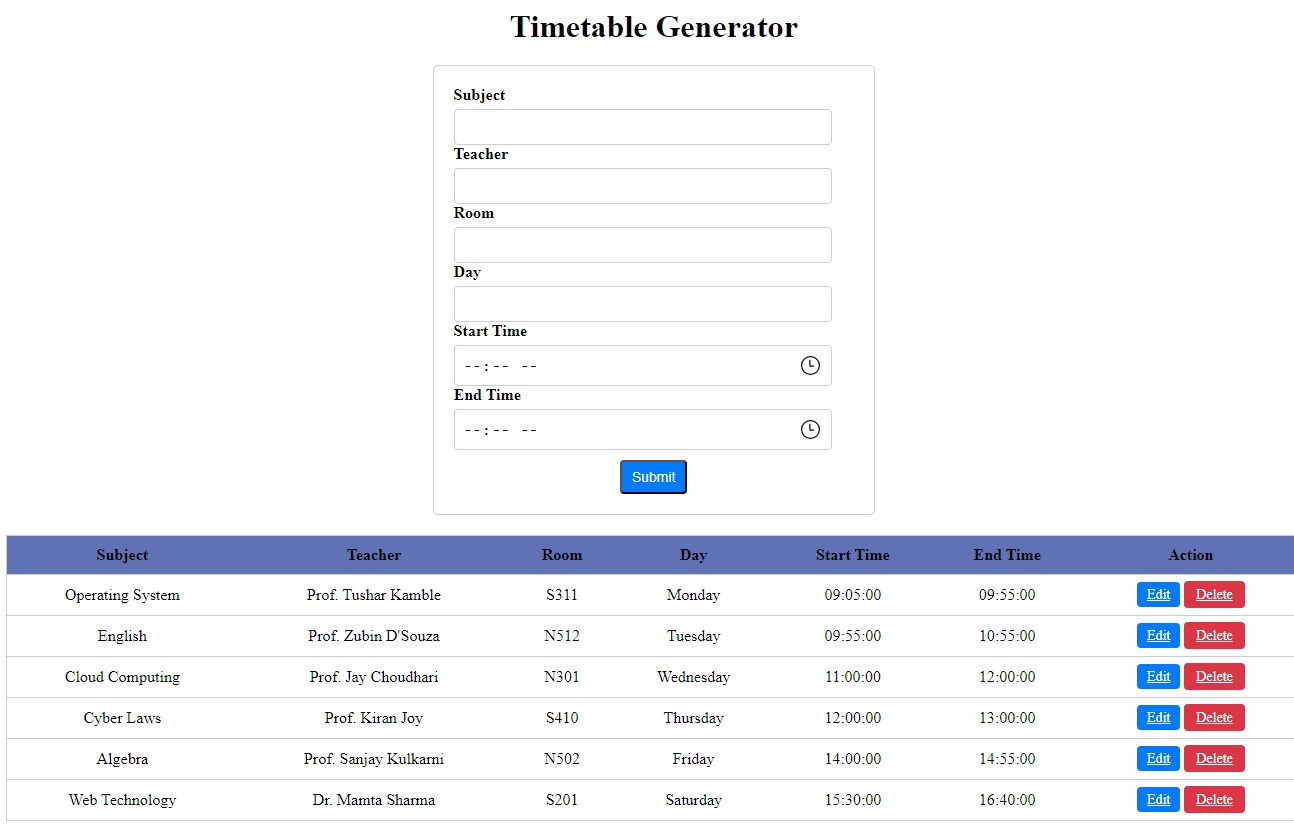 Timetable Generator
Subject
Teacher
Room
Day
Start Time
--:-- --
End Time
--:-- --
Submit
Subject Teacher Room Day Start Time End Time Action
Operating System Prof. Tushar Kamble S311 Monday 09:05:00 09:55:00 Edit Delete
English Prof. Zubin D'Souza N512 Tuesday 09:55:00 10:55:00 Edit Delete
Cloud Computing Prof. Jay Choudhari N301 Wednesday 11:00:00 12:00:00 Edit Delete
Cyber Laws Prof. Kiran Joy S410 Thursday 12:00:00 13:00:00 Edit Delete
Algebra Prof. Sanjay Kulkarni N502 Friday 14:00:00 14:55:00 Edit Delete
Web Technology Dr. Mamta Sharma S201 Saturday 15:30:00 16:40:00 Edit Delete